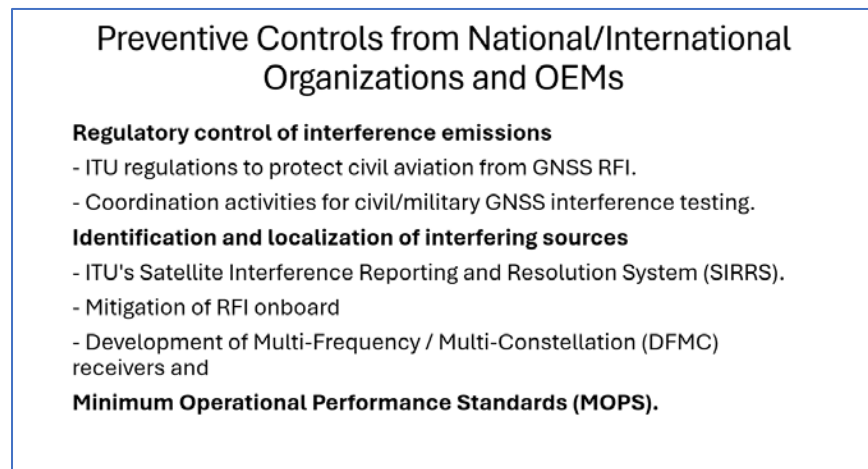 Preventive Controls from National/International
Organizations and OEMs
Regulatory control of interference emissions
- ITU regulations to protect civil aviation from GNSS RFI.
- Coordination activities for civil/military GNSS interference testing.
Identification and localization of interfering sources
- ITU's Satellite Interference Reporting and Resolution System (SIRRS).
- Mitigation of RFI onboard
- Development of Multi-Frequency / Multi-Constellation (DFMC)
receivers and
Minimum Operational Performance Standards (MOPS).